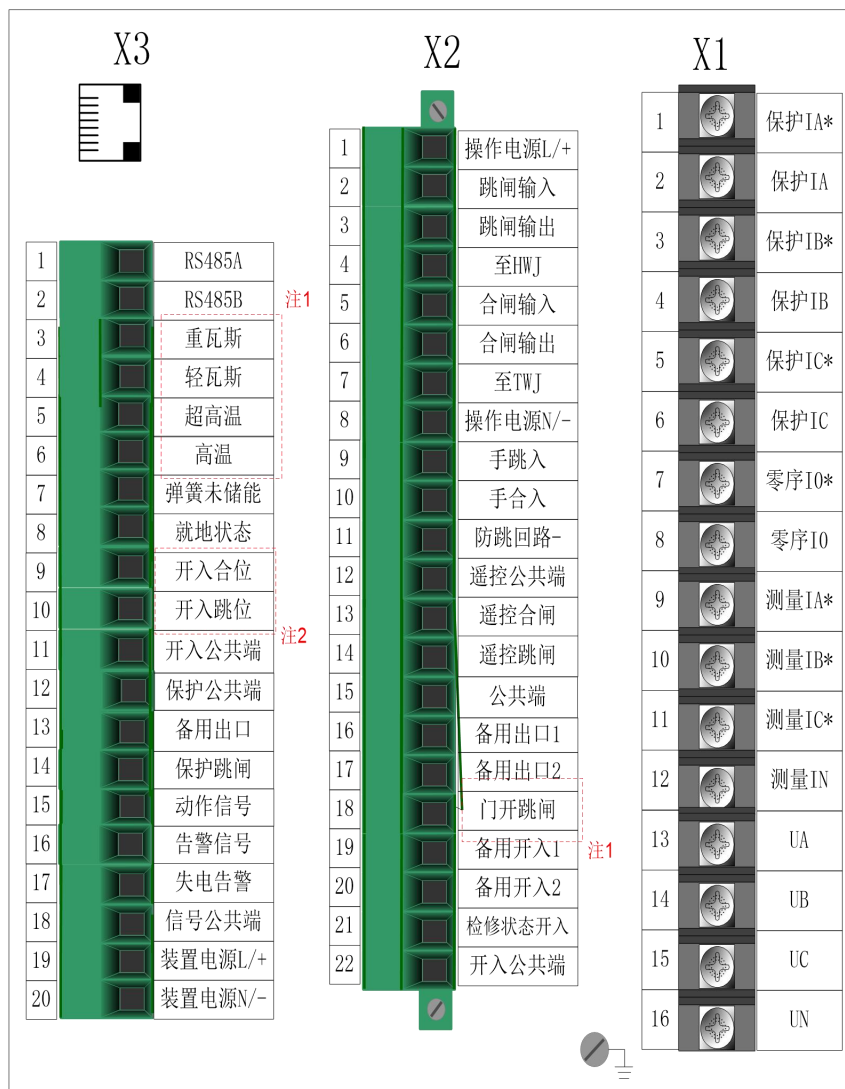 X3
1 RS485A
2 RS485B
注1
3 重瓦斯
4 轻瓦斯
5 超高温
6 高温
7 弹簧未储能
8 就地状态
9 开入合位
10 开入跳位
注2
11 开入公共端
12 保护公共端
13 备用出口
14 保护跳闸
15 动作信号
16 告警信号
17 失电告警
18 信号公共端
19 装置电源L/+
20 装置电源N/-
X2
1 操作电源L/+
2 跳闸输入
3 跳闸输出
4 至HWJ
5 合闸输入
6 合闸输出
7 至TWJ
8 操作电源N/-
9 手跳入
10 手合入
11 防跳回路-
12 遥控公共端
13 遥控合闸
14 遥控跳闸
15 公共端
16 备用出口1
17 备用出口2
18 门开跳闸
19 备用开入1
注1
20 备用开入2
21 检修状态开入
22 开入公共端
X1
1 保护IA*
2 保护IA
3 保护IB*
4 保护IB
5 保护IC*
6 保护IC
7 零序I0*
8 零序I0
9 测量IA*
10 测量IB*
11 测量IC*
12 测量IN
13 UA
14 UB
15 UC
16 UN